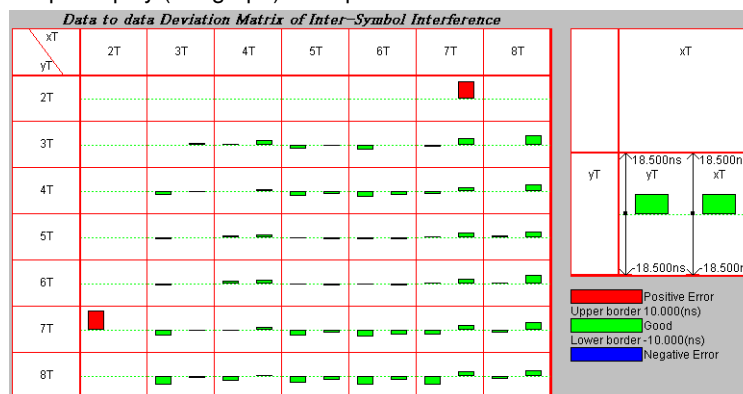 Data to data Deviation Matrix of Inter-Symbol Interference
xT
yT
2T 3T 4T 5T 6T 7T 8T
2T
3T
4T
5T
6T
7T
8T
xT
yT
18.500ns 18.500ns
yT xT
-18.500ns -18.500ns
Positive Error
Upper border 10.000(ns)
Good
Lower border -10.000(ns)
Negative Error